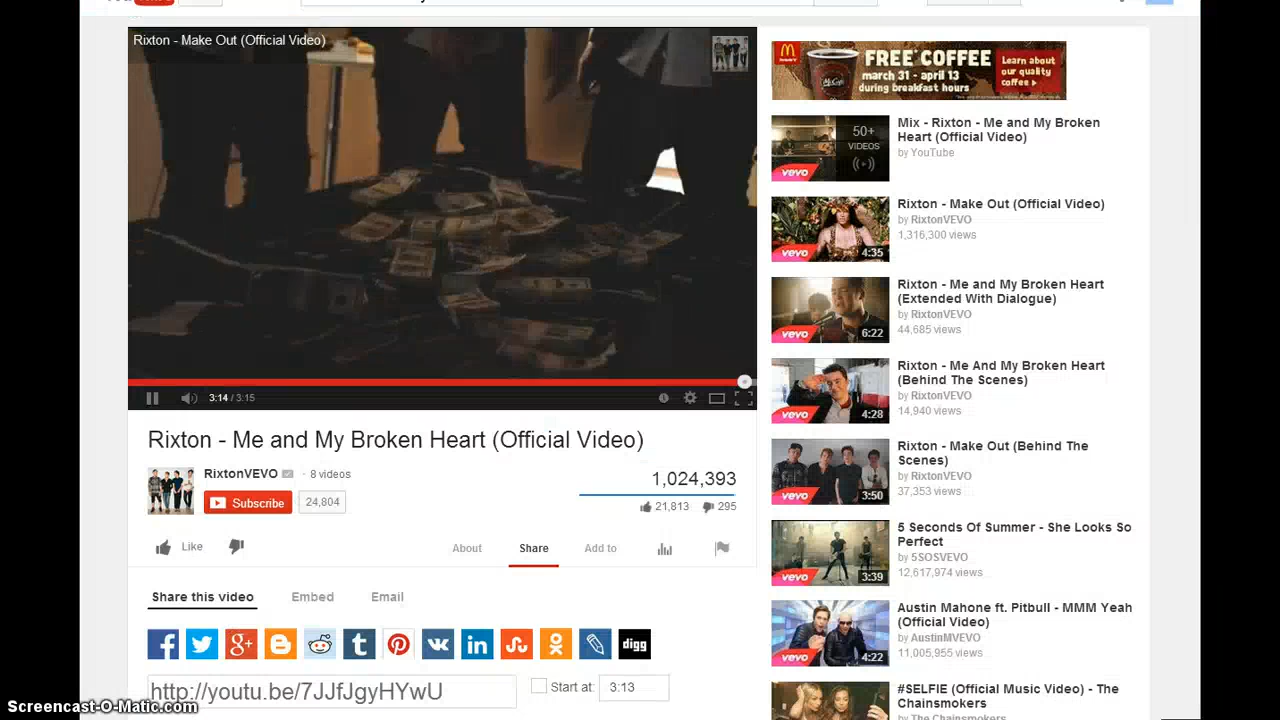 Rixton - Make Out (Official Video)
3:14 / 3:15
Rixton - Me and My Broken Heart (Official Video)
RixtonVEVO · 8 videos
Subscribe 24,804
1,024,393
21,813 295
Like
About Share Add to
Share this video Embed Email
digg
http://youtu.be/7JJfJgyHYwU
Start at: 3:13
FREE COFFEE
march 31 - april 13
during breakfast hours
Learn about
our quality
coffee
50+
VIDEOS
vevo
Mix - Rixton - Me and My Broken
Heart (Official Video)
by YouTube
vevo 4:35
Rixton - Make Out (Official Video)
by RixtonVEVO
1,316,300 views
vevo 6:22
Rixton - Me and My Broken Heart
(Extended With Dialogue)
by RixtonVEVO
44,685 views
vevo 4:28
Rixton - Me And My Broken Heart
(Behind The Scenes)
by RixtonVEVO
14,940 views
vevo 3:50
Rixton - Make Out (Behind The
Scenes)
by RixtonVEVO
37,353 views
vevo 3:39
5 Seconds Of Summer - She Looks So
Perfect
by 5SOSVEVO
12,617,974 views
vevo 4:22
Austin Mahone ft. Pitbull - MMM Yeah
(Official Video)
by AustinMVEVO
11,005,955 views
#SELFIE (Official Music Video) - The
Chainsmokers
by The Chainsmokers
Screencast-O-Matic.com